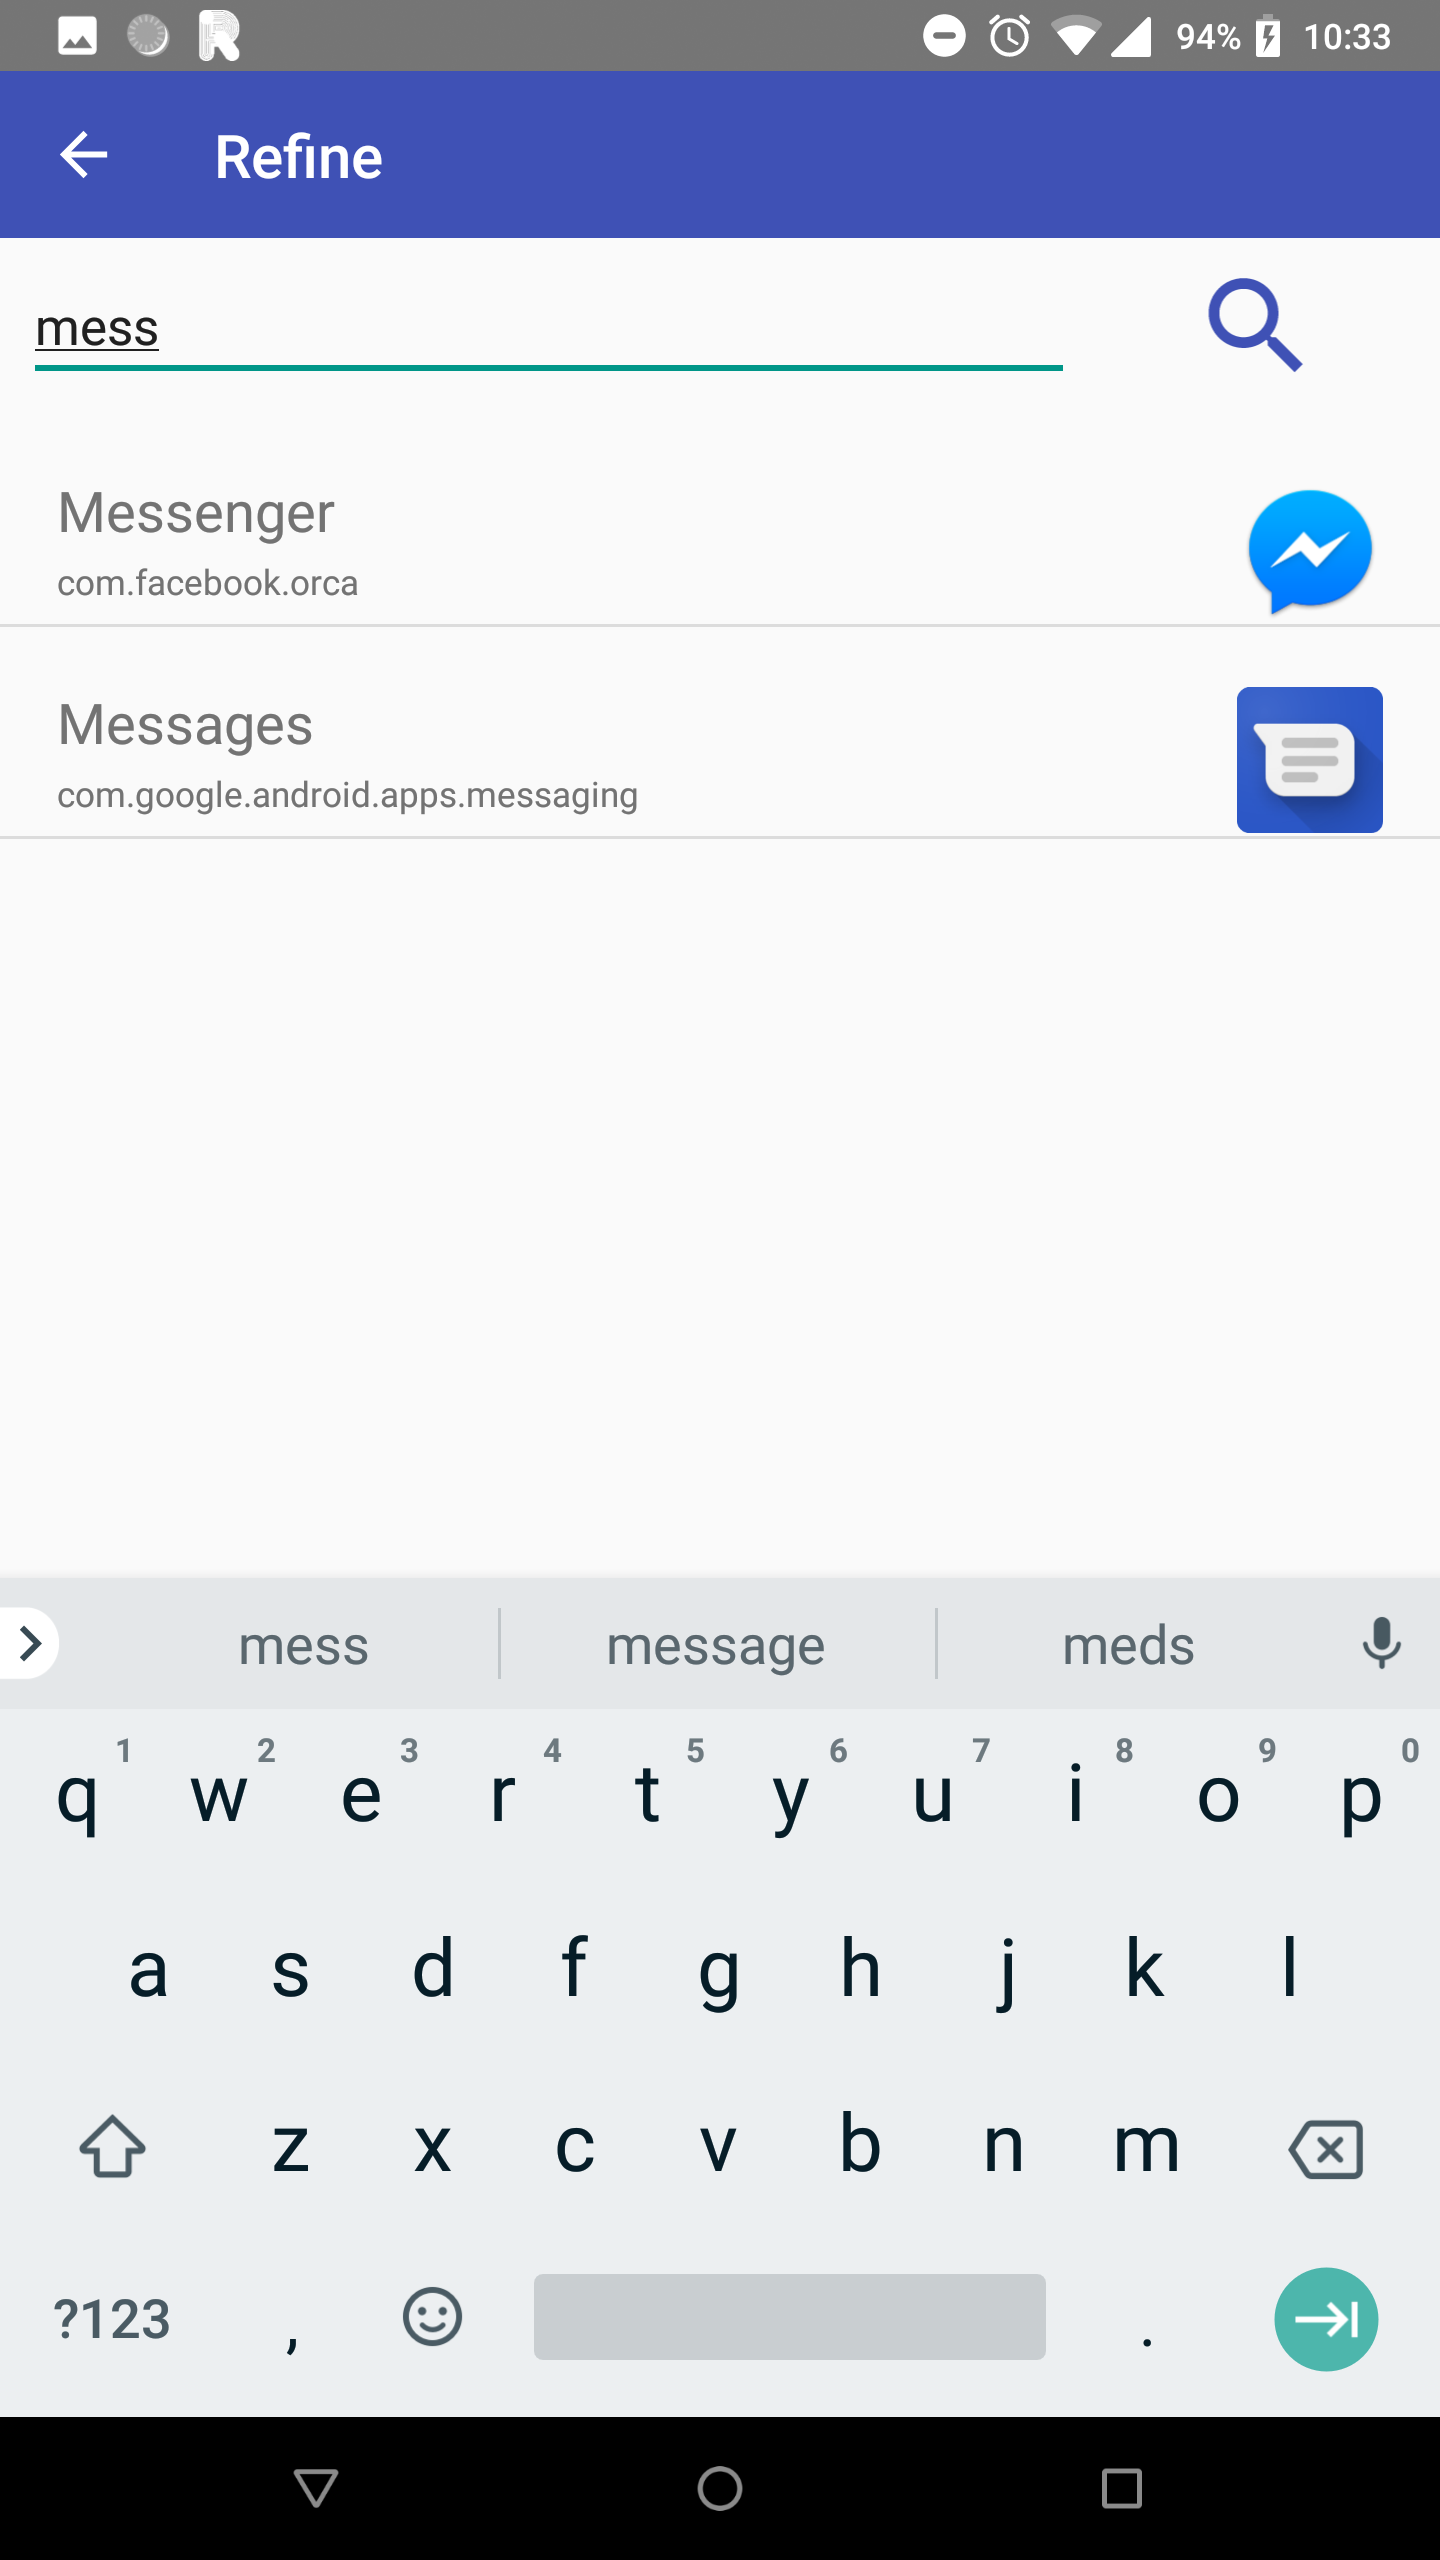 94% 10:33
Refine
mess
Messenger
com.facebook.orca
Messages
com.google.android.apps.messaging
mess message meds
1 2 3 4 5 6 7 8 9 0
q w e r t y u i o p
a s d f g h j k l
z x c v b n m
?123 , .